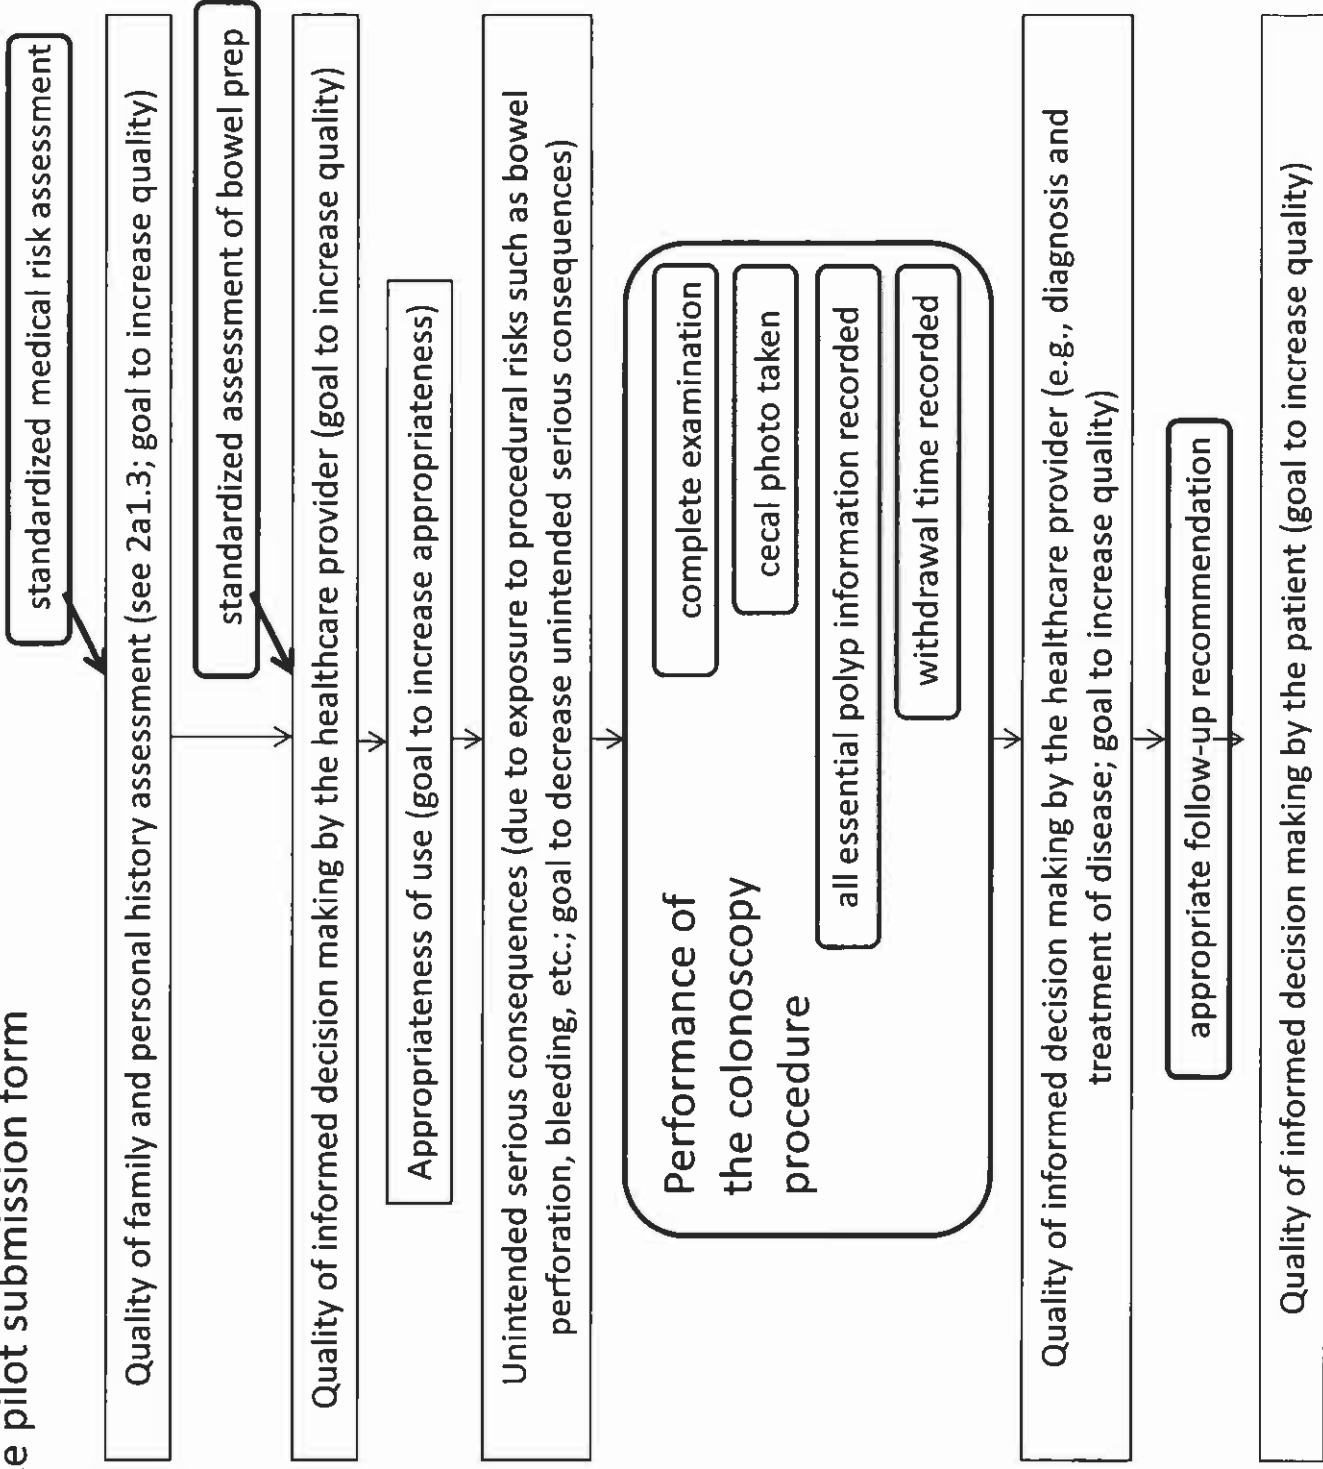 e pilot submission form
standardized medical risk assessment
Quality of family and personal history assessment (see 2a1.3; goal to increase quality)
standardized assessment of bowel prep
Quality of informed decision making by the healthcare provider (goal to increase quality)
Appropriateness of use (goal to increase appropriateness)
Unintended serious consequences (due to exposure to procedural risks such as bowel
perforation, bleeding, etc.; goal to decrease unintended serious consequences)
Performance of
the colonoscopy
procedure
complete examination
cecal photo taken
all essential polyp information recorded
withdrawal time recorded
Quality of informed decision making by the healthcare provider (e.g., diagnosis and
treatment of disease; goal to increase quality)
appropriate follow-up recommendation
Quality of informed decision making by the patient (goal to increase quality)